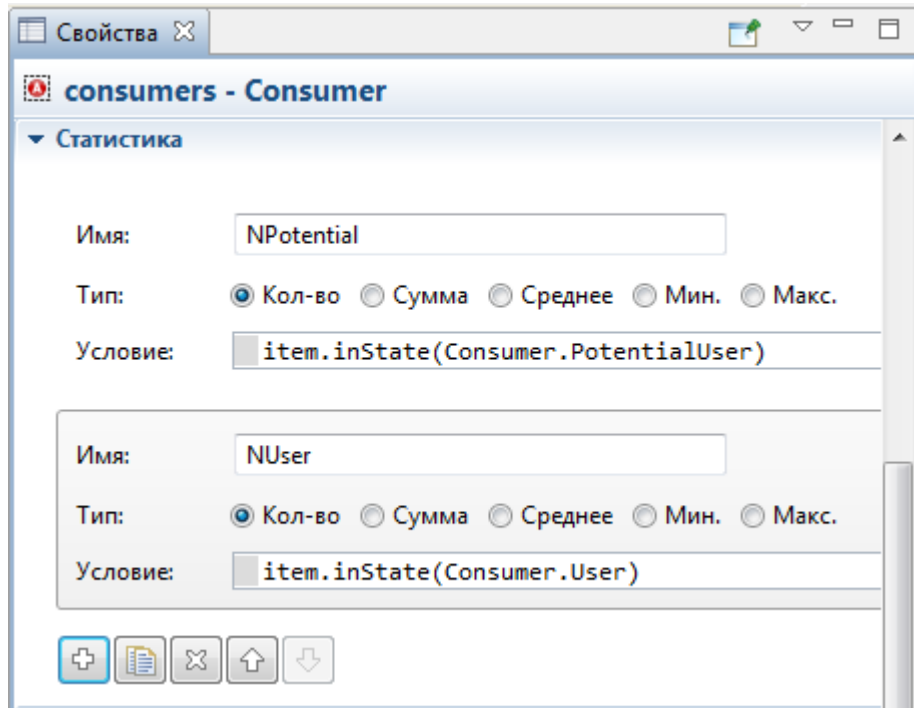 Свойства
consumers - Consumer
Статистика
Имя: NPotential
Тип: Кол-во Сумма Среднее Мин. Макс.
Условие: item.inState(Consumer.PotentialUser)
Имя: NUser
Тип: Кол-во Сумма Среднее Мин. Макс.
Условие: item.inState(Consumer.User)